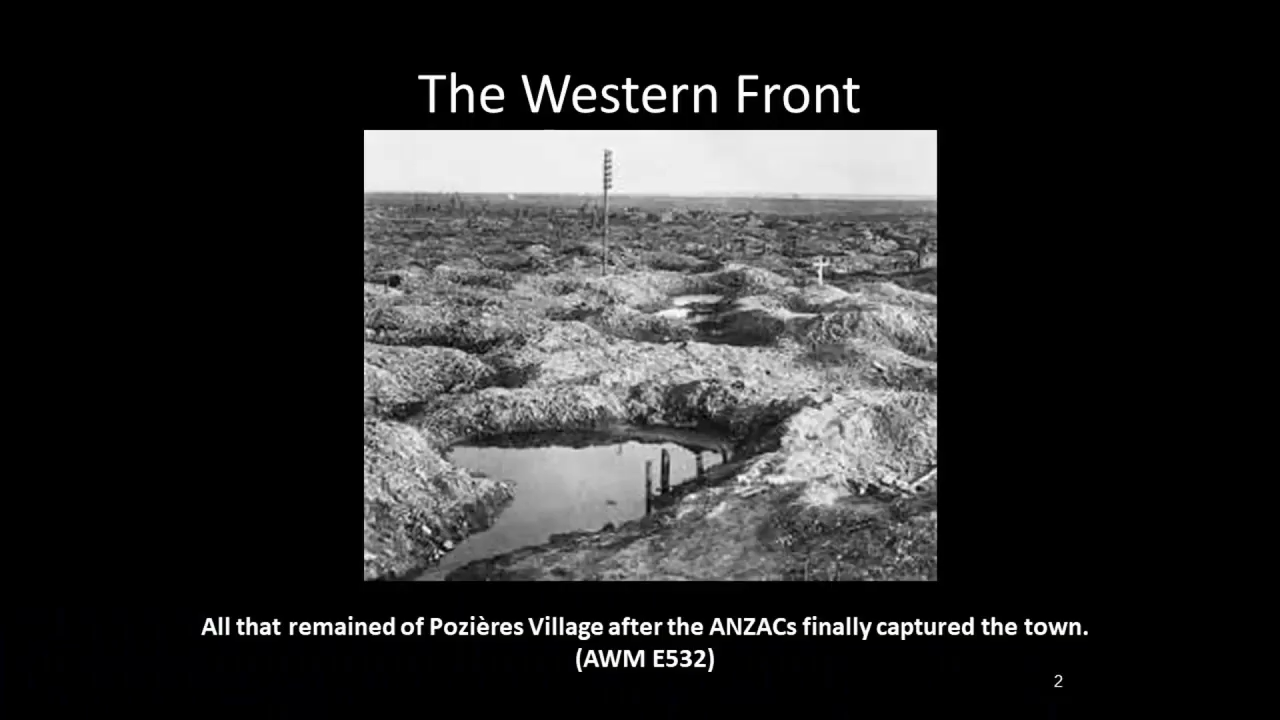 The Western Front
All that remained of Pozières Village after the ANZACs finally captured the town.
(AWM E532)
2